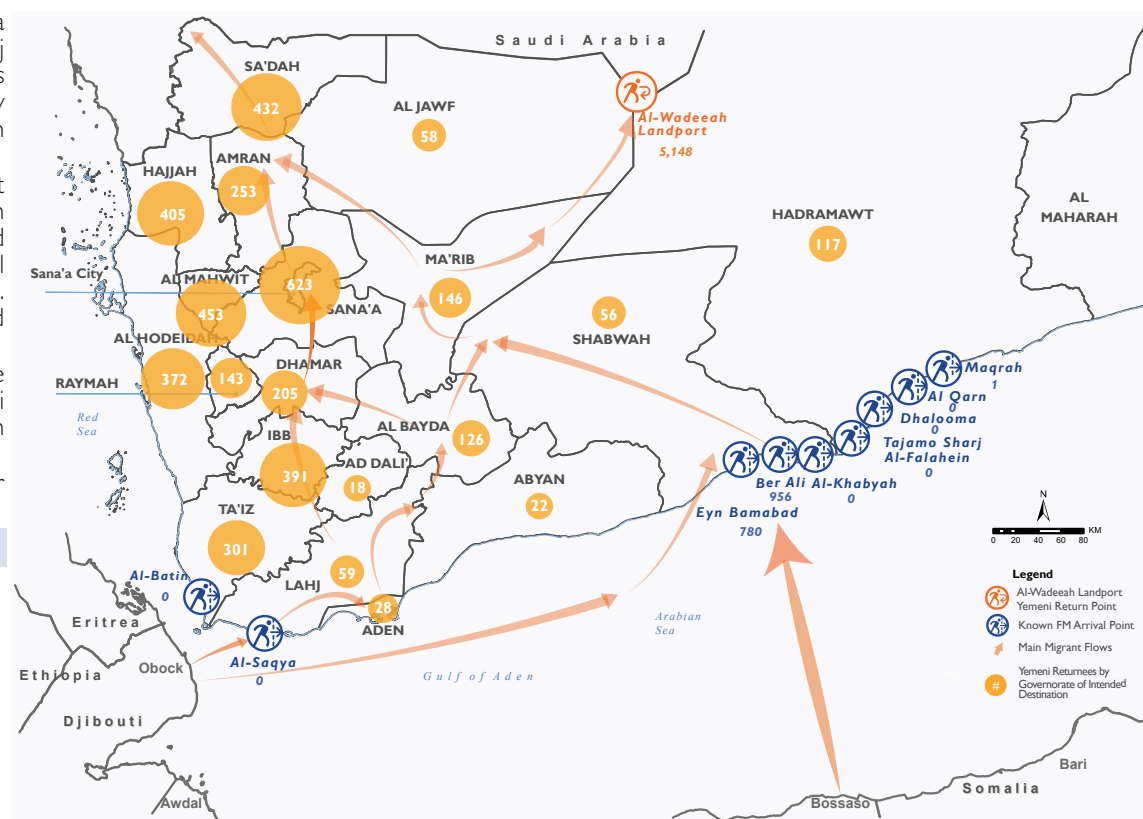 Saudi Arabia
SA'DAH
432
AL JAWF
58
Al-Wadeeah
Landport
5,148
AMRAN
253
HAJJAH
405
HADRAMAWT
117
AL
MAHARAH
Sana'a City
AL MAHWIT
453
623
SANA'A
MA'RIB
146
56
SHABWAH
AL HODEIDAH
372
143
RAYMAH
DHAMAR
205
Red
Sea
IBB
391
AL BAYDA
126
AD DALI'
18
ABYAN
22
TA'IZ
301
LAHJ
59
28
ADEN
Maqrah
1
Al Qarn
0
Dhalooma
0
Tajamo Sharj
Al-Falahein
0
Ber Ali
956
Al-Khabyah
0
Eyn Bamabad
780
Al-Batin
0
Al-Saqya
0
Eritrea
Ethiopia
Obock
Djibouti
Awdal
Gulf of Aden
Arabian
Sea
Bossaso
Somalia
Bari
N
0 20 40 60 80
KM
Legend
Al-Wadeeah Landport
Yemeni Return Point
Known FM Arrival Point
Main Migrant Flows
#
Yemeni Returnees by
Governorate of Intended
Destination